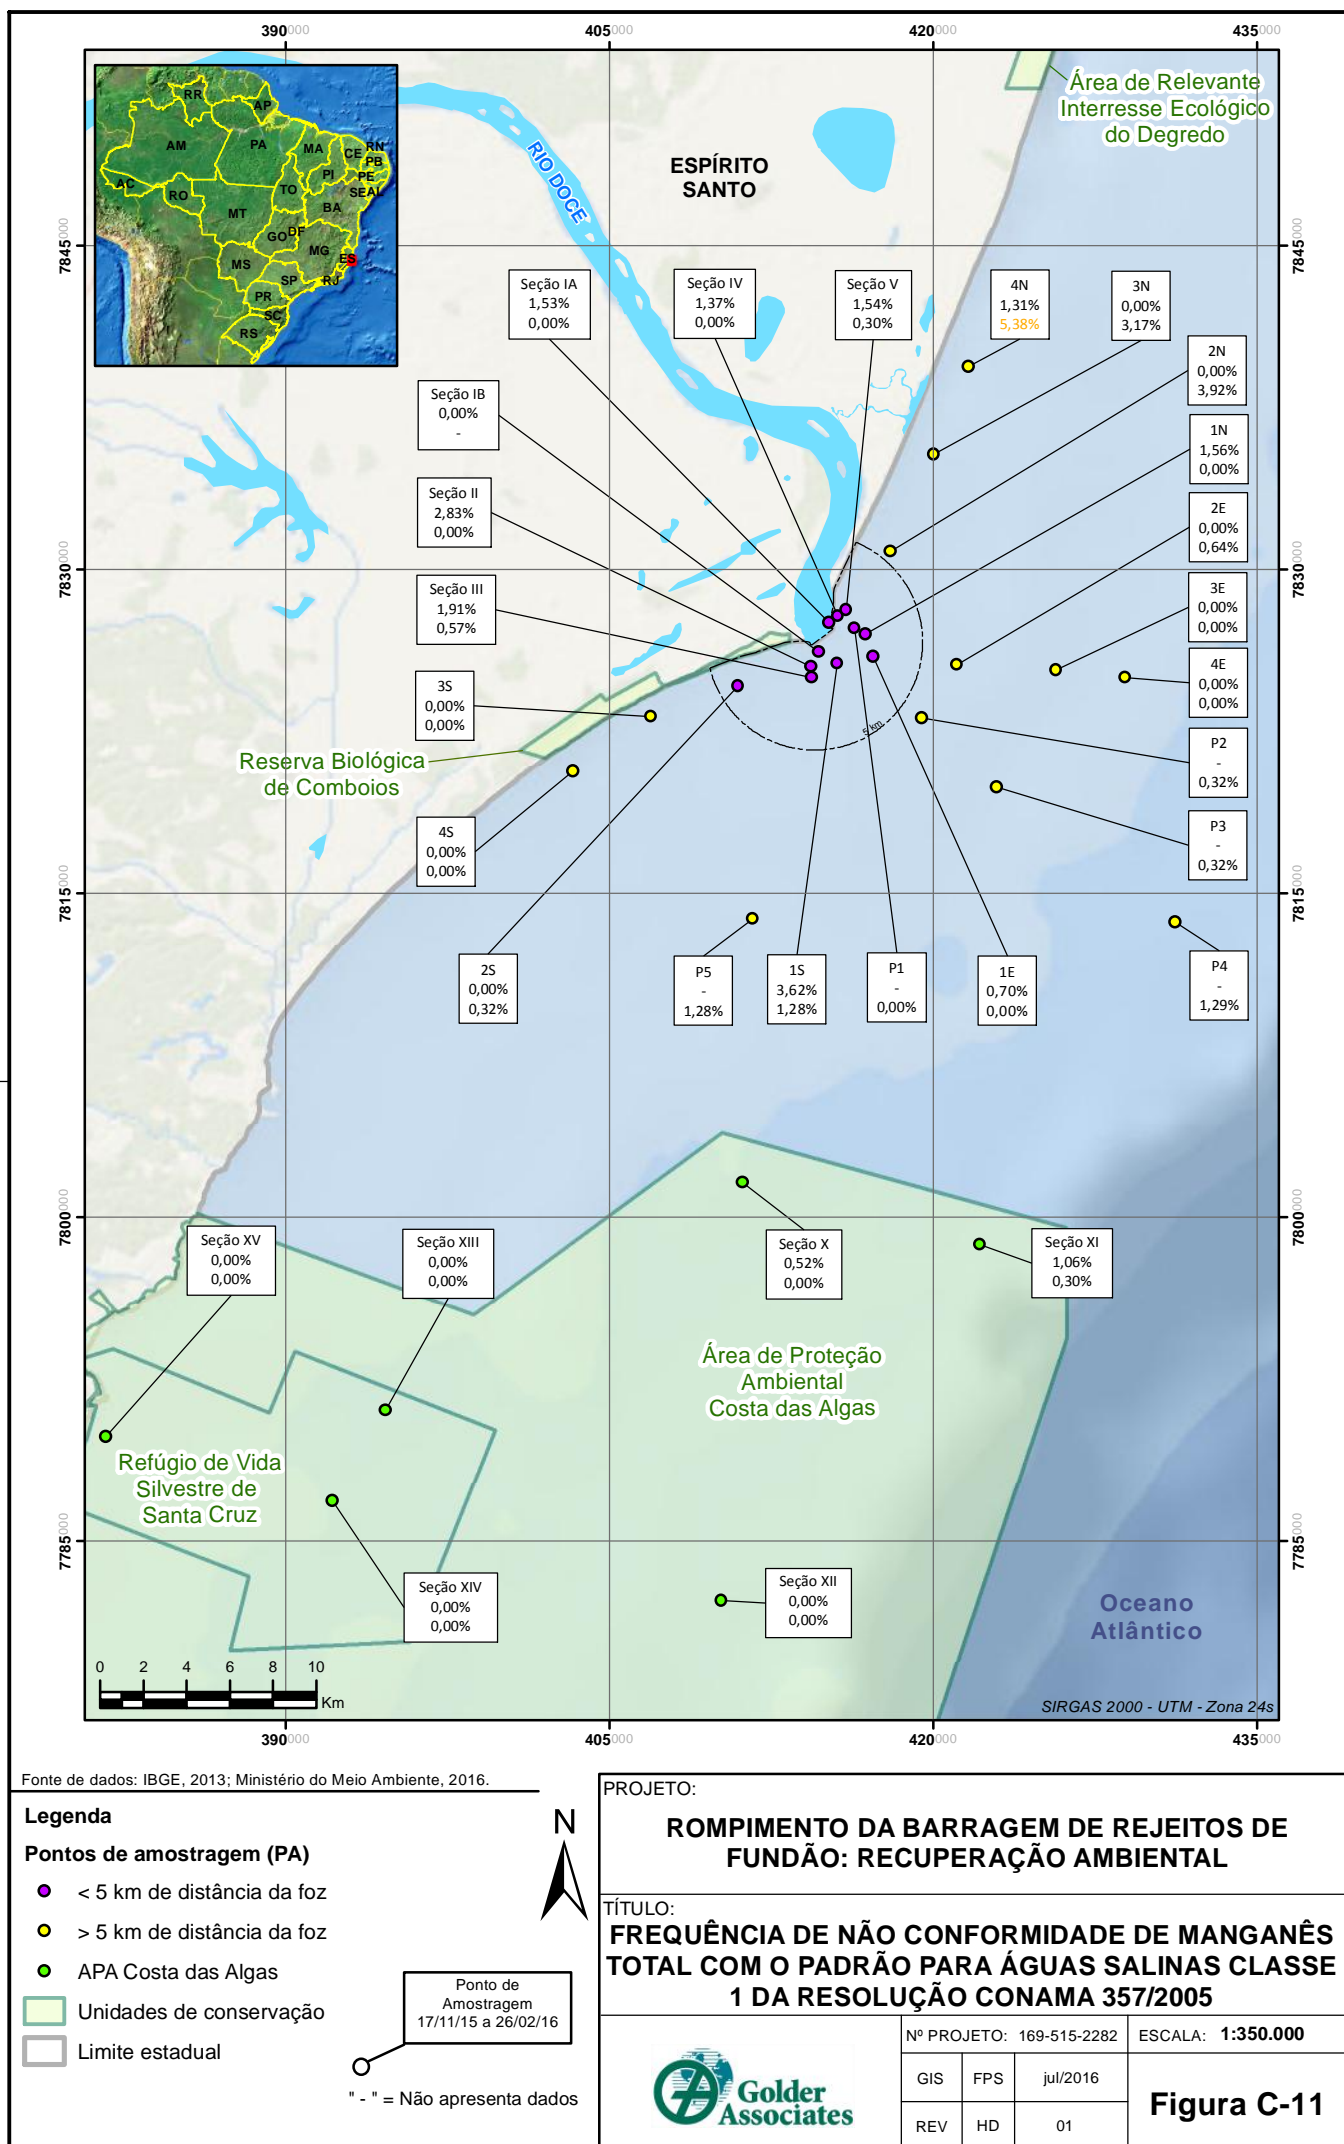 390000 405000 420000 435000
RR
AP
AM
PA
MA
CE
RN
PB
PE
AC
RO
TO
PI
SE
AL
MT
BA
GO
DF
MG
MS
ES
SP
RJ
PR
SC
RS
RIO DOCE
ESPÍRITO
SANTO
Área de Relevante
Interresse Ecológico
do Degredo
7845000
7845000
Seção IA
1,53%
0,00%
Seção IV
1,37%
0,00%
Seção V
1,54%
0,30%
4N
1,31%
5,38%
3N
0,00%
3,17%
2N
0,00%
3,92%
Seção IB
0,00%
-
1N
1,56%
0,00%
Seção II
2,83%
0,00%
2E
0,00%
0,64%
7830000
7830000
Seção III
1,91%
0,57%
3E
0,00%
0,00%
3S
0,00%
0,00%
4E
0,00%
0,00%
5 km
Reserva Biológica
de Comboios
P2
-
0,32%
4S
0,00%
0,00%
P3
-
0,32%
7815000
7815000
2S
0,00%
0,32%
P5
-
1,28%
1S
3,62%
1,28%
P1
-
0,00%
1E
0,70%
0,00%
P4
-
1,29%
7800000
7800000
Seção XV
0,00%
0,00%
Seção XIII
0,00%
0,00%
Seção X
0,52%
0,00%
Seção XI
1,06%
0,30%
Área de Proteção
Ambiental
Costa das Algas
Refúgio de Vida
Silvestre de
Santa Cruz
7785000
7785000
Seção XIV
0,00%
0,00%
Seção XII
0,00%
0,00%
Oceano
Atlântico
0 2 4 6 8 10
Km
SIRGAS 2000 - UTM - Zona 24s
390000 405000 420000 435000
Fonte de dados: IBGE, 2013; Ministério do Meio Ambiente, 2016.
Legenda
Pontos de amostragem (PA)
< 5 km de distância da foz
> 5 km de distância da foz
APA Costa das Algas
Unidades de conservação
Limite estadual
N
Ponto de
Amostragem
17/11/15 a 26/02/16
" - " = Não apresenta dados
PROJETO:
ROMPIMENTO DA BARRAGEM DE REJEITOS DE
FUNDÃO: RECUPERAÇÃO AMBIENTAL
TÍTULO:
FREQUÊNCIA DE NÃO CONFORMIDADE DE MANGANÊS
TOTAL COM O PADRÃO PARA ÁGUAS SALINAS CLASSE
1 DA RESOLUÇÃO CONAMA 357/2005
Golder
Associates
Nº PROJETO: 169-515-2282
ESCALA: 1:350.000
GIS FPS jul/2016
REV HD 01
Figura C-11